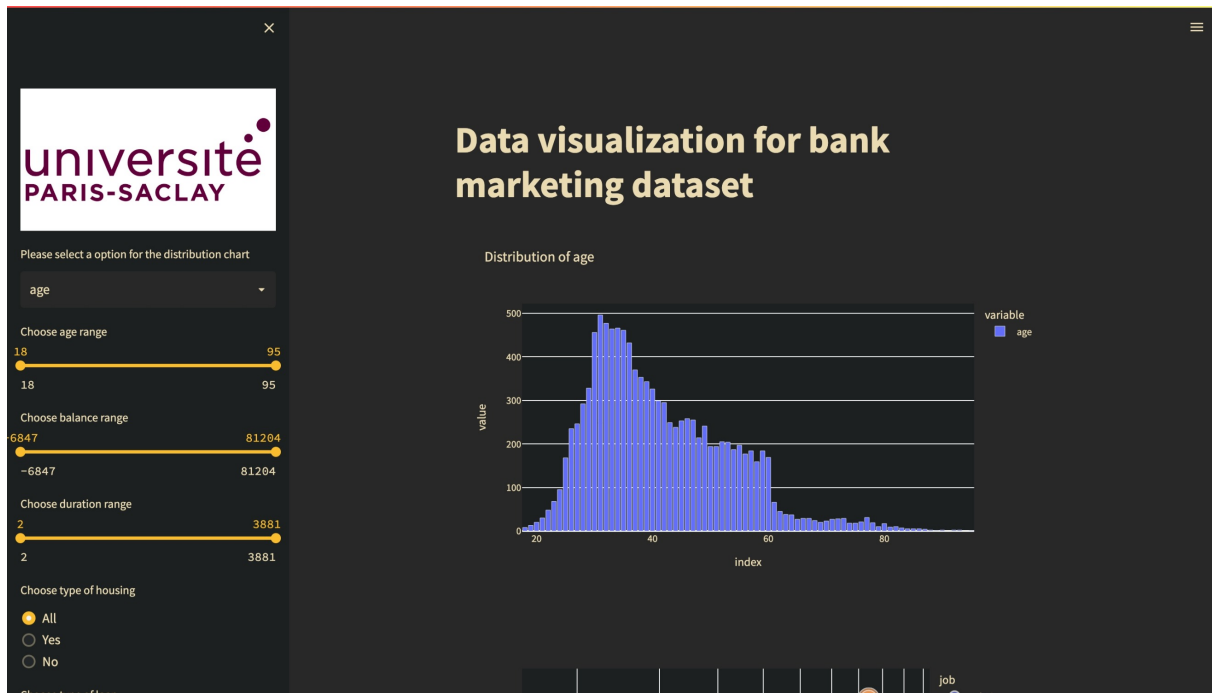 université
PARIS-SACLAY
Please select a option for the distribution chart
age
Choose age range
18 95
18 95
Choose balance range
-6847 81204
-6847 81204
Choose duration range
2 3881
2 3881
Choose type of housing
All
Yes
No
Data visualization for bank
marketing dataset
Distribution of age
500
400
300
200
100
0
value
20 40 60 80
index
variable
age
job